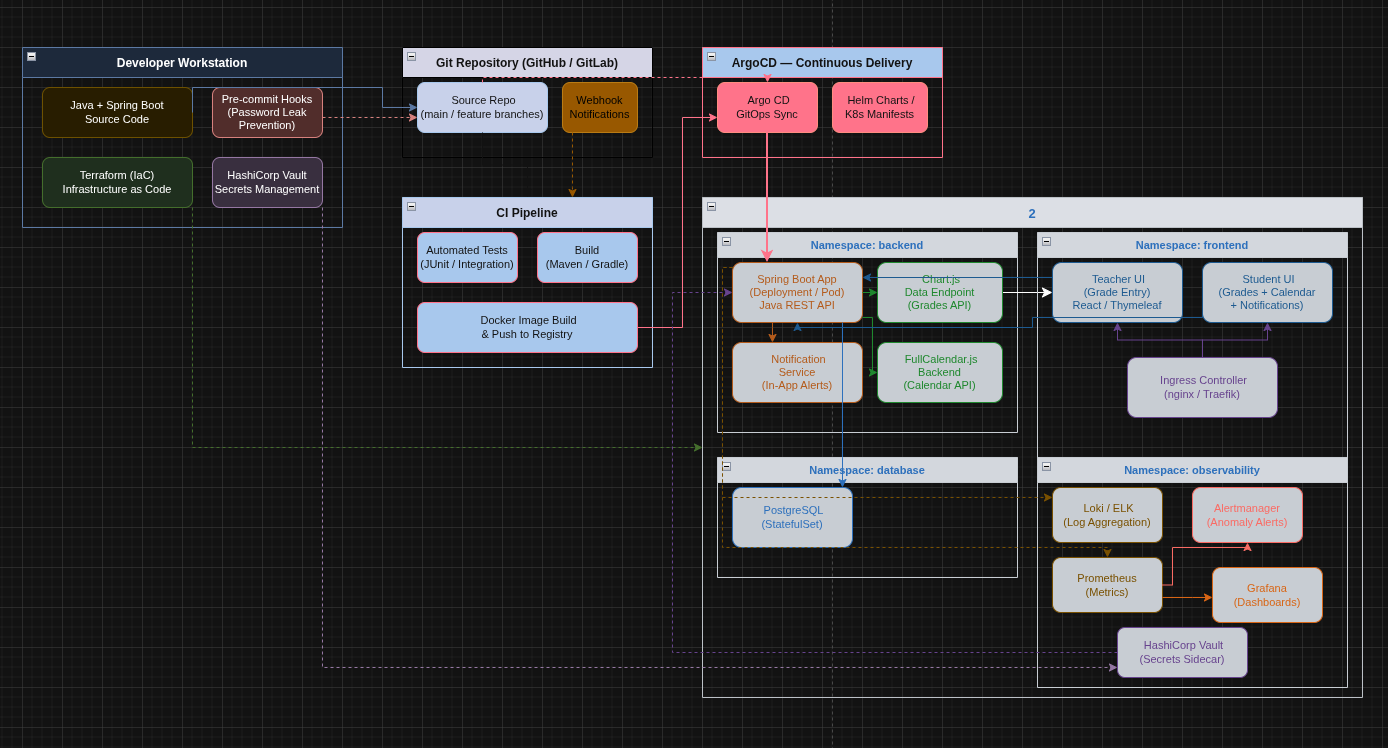 Developer Workstation
Java + Spring Boot
Source Code
Pre-commit Hooks
(Password Leak
Prevention)
Terraform (IaC)
Infrastructure as Code
HashiCorp Vault
Secrets Management
Git Repository (GitHub / GitLab)
Source Repo
(main / feature branches)
Webhook
Notifications
ArgoCD — Continuous Delivery
Argo CD
GitOps Sync
Helm Charts /
K8s Manifests
CI Pipeline
Automated Tests
(JUnit / Integration)
Build
(Maven / Gradle)
Docker Image Build
& Push to Registry
2
Namespace: backend
Spring Boot App
(Deployment / Pod)
Java REST API
Chart.js
Data Endpoint
(Grades API)
Notification
Service
(In-App Alerts)
FullCalendar.js
Backend
(Calendar API)
Namespace: frontend
Teacher UI
(Grade Entry)
React / Thymeleaf
Student UI
(Grades + Calendar
+ Notifications)
Ingress Controller
(nginx / Traefik)
Namespace: database
PostgreSQL
(StatefulSet)
Namespace: observability
Loki / ELK
(Log Aggregation)
Alertmanager
(Anomaly Alerts)
Prometheus
(Metrics)
Grafana
(Dashboards)
HashiCorp Vault
(Secrets Sidecar)